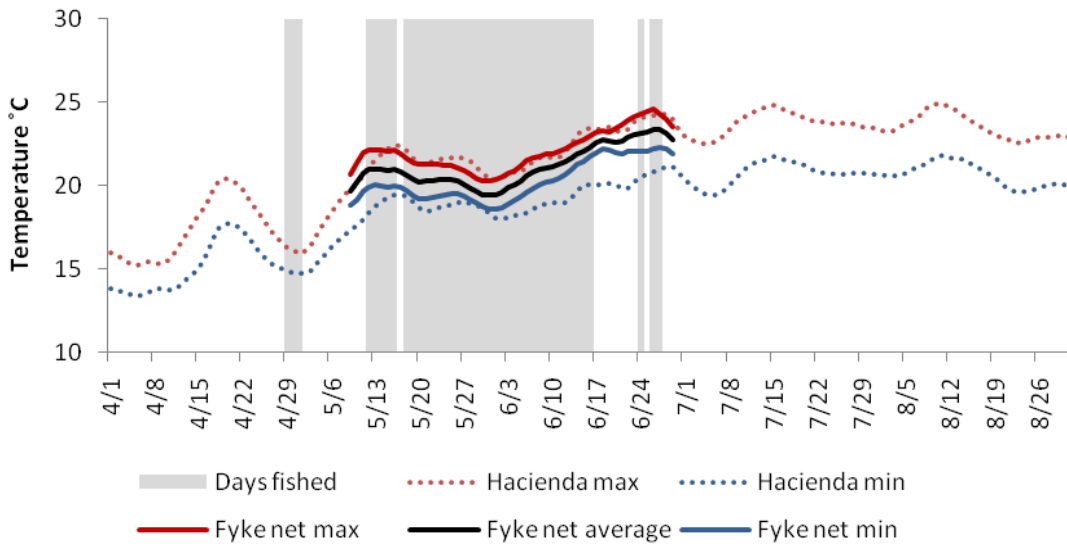 30
25
20
15
10
Temperature ˚C
4/1 4/8 4/15 4/22 4/29 5/6 5/13 5/20 5/27 6/3 6/10 6/17 6/24 7/1 7/8 7/15 7/22 7/29 8/5 8/12 8/19 8/26
Days fished Hacienda max Hacienda min
Fyke net max Fyke net average Fyke net min